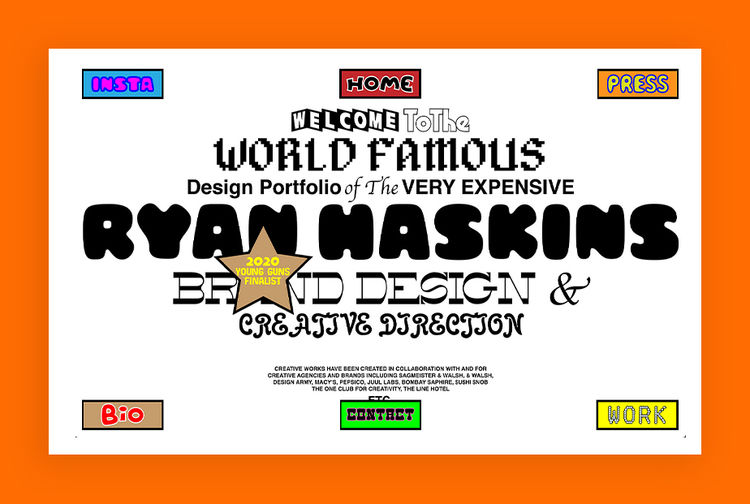 INSTA
HOME
PRESS
WELCOME ToThe
WORLD FAMOUS
Design Portfolio of The VERY EXPENSIVE
RYAN HASKINS
2020
YOUNG GUNS
FINALIST
BRAND DESIGN &
CREATIVE DIRECTION
CREATIVE WORKS HAVE BEEN CREATED IN COLLABORATION WITH AND FOR
CREATIVE AGENCIES AND BRANDS INCLUDING SAGMEISTER & WALSH, & WALSH,
DESIGN ARMY, MACY'S, PEPSICO, JUUL LABS, BOMBAY SAPHIRE, SUSHI SNOB
THE ONE CLUB FOR CREATIVITY, THE LINE HOTEL
ETC
Bio
CONTACT
WORK